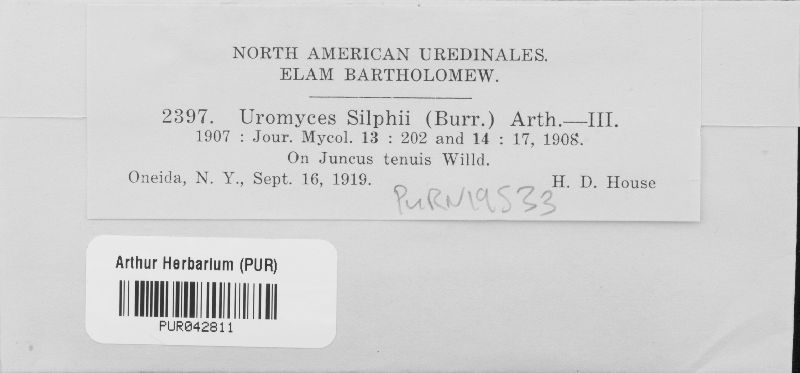 NORTH AMERICAN UREDINALES.
ELAM BARTHOLOMEW.
2397. Uromyces Silphii (Burr.) Arth.—III.
1907 : Jour. Mycol. 13 : 202 and 14 : 17, 1908.
On Juncus tenuis Willd.
Oneida, N. Y., Sept. 16, 1919. H. D. House
PURN19533
Arthur Herbarium (PUR)
PUR042811